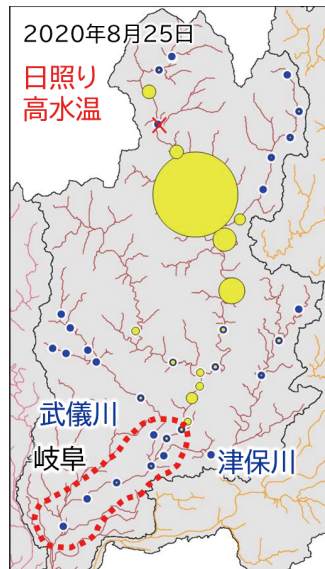 2020年8月25日
日照り
高水温
武儀川
岐阜
津保川